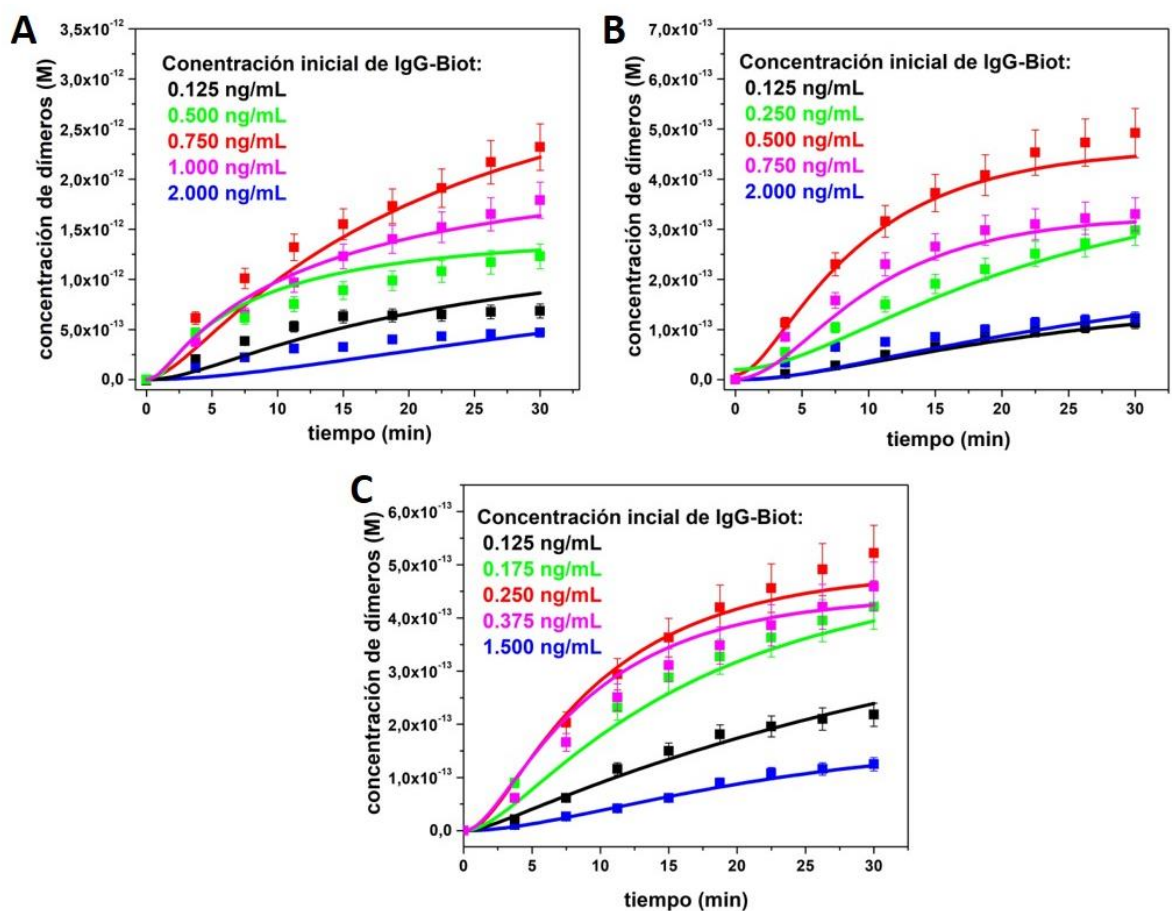 A
3,5x10⁻¹²
3,0x10⁻¹²
2,5x10⁻¹²
2,0x10⁻¹²
1,5x10⁻¹²
1,0x10⁻¹²
5,0x10⁻¹³
0,0
concentración de dímeros (M)
Conentración inicial de IgG-Biot:
0.125 ng/mL
0.500 ng/mL
0.750 ng/mL
1.000 ng/mL
2.000 ng/mL
0 5 10 15 20 25 30
tiempo (min)
B
7,0x10⁻¹³
6,0x10⁻¹³
5,0x10⁻¹³
4,0x10⁻¹³
3,0x10⁻¹³
2,0x10⁻¹³
1,0x10⁻¹³
0,0
concentración de dímeros (M)
Concentración inicial de IgG-Biot:
0.125 ng/mL
0.250 ng/mL
0.500 ng/mL
0.750 ng/mL
2.000 ng/mL
0 5 10 15 20 25 30
tiempo (min)
C
6,0x10⁻¹³
5,0x10⁻¹³
4,0x10⁻¹³
3,0x10⁻¹³
2,0x10⁻¹³
1,0x10⁻¹³
0,0
concentración de dímeros (M)
Concentración incial de IgG-Biot:
0.125 ng/mL
0.175 ng/mL
0.250 ng/mL
0.375 ng/mL
1.500 ng/mL
0 5 10 15 20 25 30
tiempo (min)